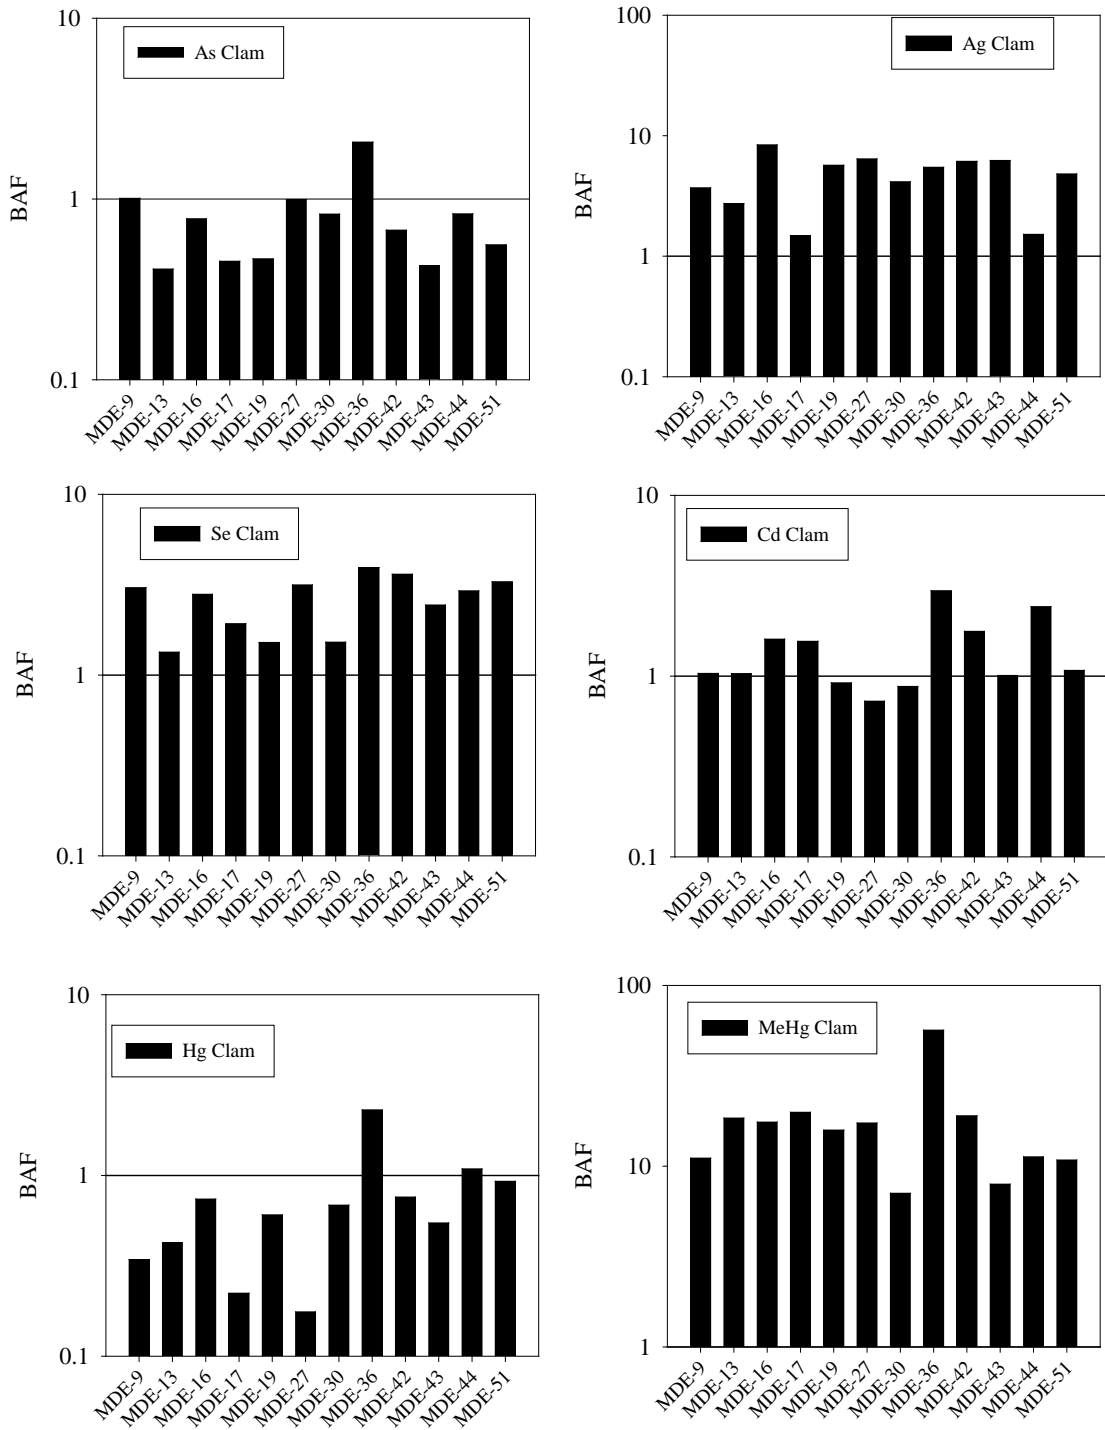 10
As Clam
1
BAF
0.1
MDE-9
MDE-13
MDE-16
MDE-17
MDE-19
MDE-27
MDE-30
MDE-36
MDE-42
MDE-43
MDE-44
MDE-51
100
Ag Clam
10
BAF
1
0.1
MDE-9
MDE-13
MDE-16
MDE-17
MDE-19
MDE-27
MDE-30
MDE-36
MDE-42
MDE-43
MDE-44
MDE-51
10
Se Clam
1
BAF
0.1
MDE-9
MDE-13
MDE-16
MDE-17
MDE-19
MDE-27
MDE-30
MDE-36
MDE-42
MDE-43
MDE-44
MDE-51
10
Cd Clam
1
BAF
0.1
MDE-9
MDE-13
MDE-16
MDE-17
MDE-19
MDE-27
MDE-30
MDE-36
MDE-42
MDE-43
MDE-44
MDE-51
10
Hg Clam
1
BAF
0.1
MDE-9
MDE-13
MDE-16
MDE-17
MDE-19
MDE-27
MDE-30
MDE-36
MDE-42
MDE-43
MDE-44
MDE-51
100
MeHg Clam
10
BAF
1
MDE-9
MDE-13
MDE-16
MDE-17
MDE-19
MDE-27
MDE-30
MDE-36
MDE-42
MDE-43
MDE-44
MDE-51